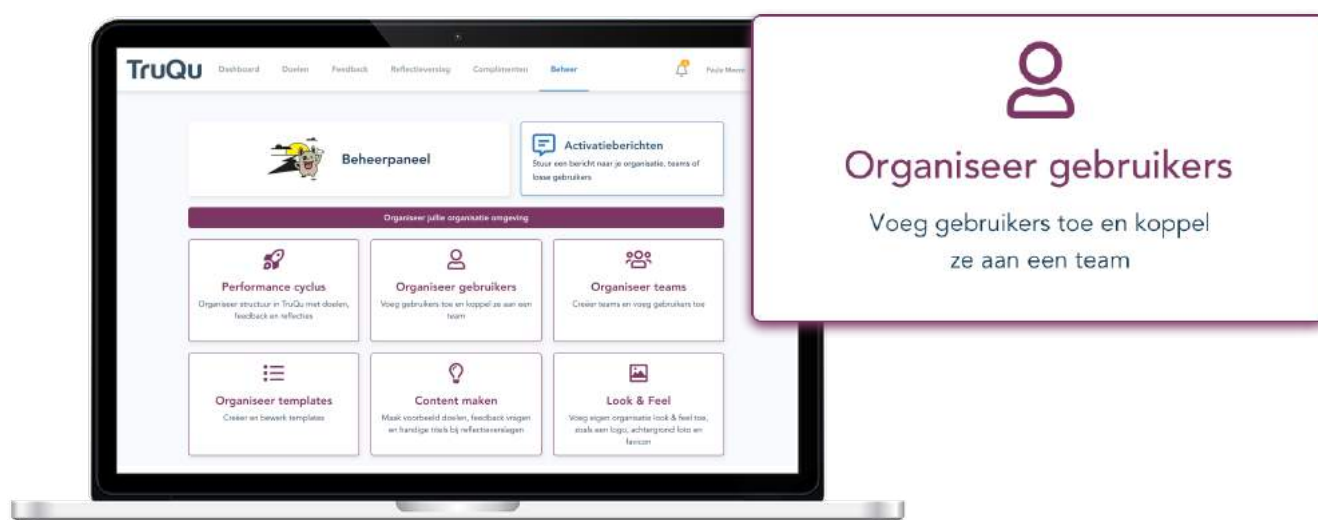 TruQu Dashboard Doelen Feedback Reflectieverslag Complimenten Beheer
Beheerpaneel
Activatieberichten
Stuur een bericht naar je organisatie, teams of
losse gebruikers
Organiseer jullie organisatie omgeving
Performance cyclus
Organiseer structuur in TruQu met doelen,
feedback en reflecties
Organiseer gebruikers
Voeg gebruikers toe en koppel ze aan een
team
Organiseer teams
Creëer teams en voeg gebruikers toe
Organiseer templates
Creëer en bewerk templates
Content maken
Maak voorbeeld doelen, feedback vragen
en handige titels bij reflectieverslagen
Look & Feel
Voeg eigen organisatie look & feel toe,
zoals een logo, achtergrond foto en
favicon
Organiseer gebruikers
Voeg gebruikers toe en koppel
ze aan een team